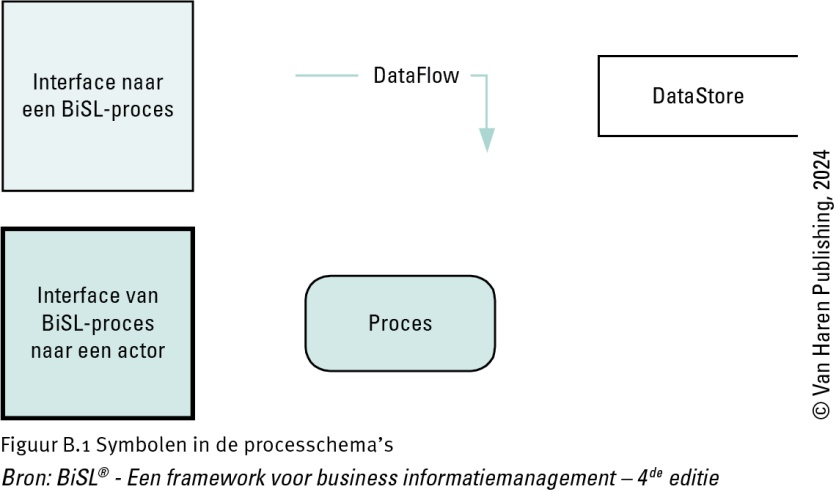 Interface naar
een BiSL-proces
DataFlow
DataStore
Interface van
BiSL-proces
naar een actor
Proces
© Van Haren Publishing, 2024
Figuur B.1 Symbolen in de processchema's
Bron: BiSL® - Een framework voor business informatiemanagement – 4de editie